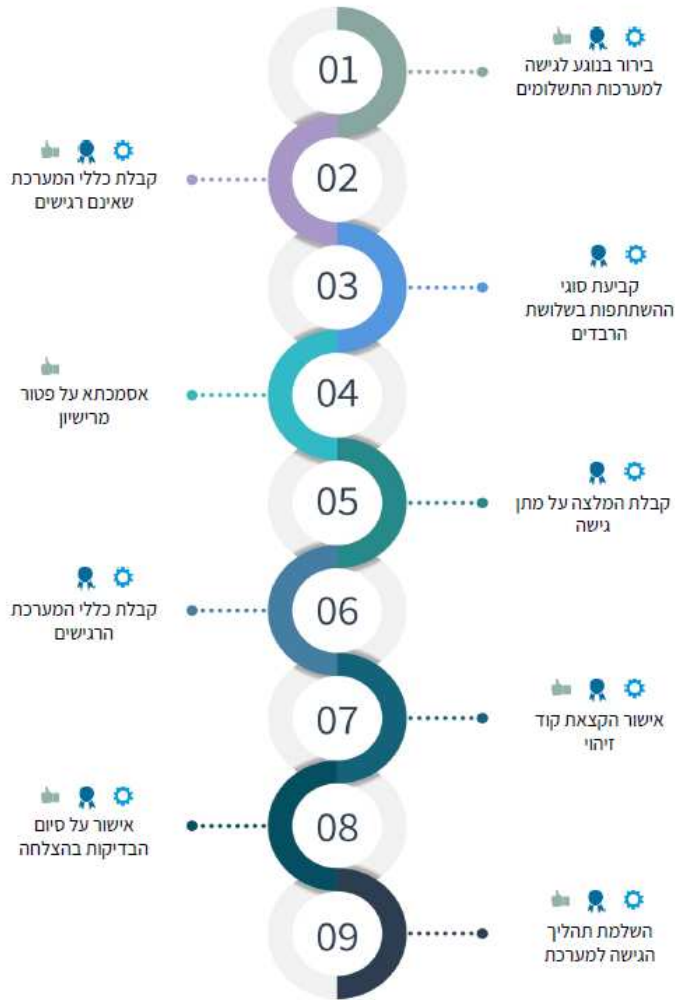 01
בירור בנוגע לגישה
למערכות התשלומים
02
קבלת כללי המערכת
שאינם רגישים
03
קביעת סוגי
ההשתתפות בשלושת
הרבדים
04
אסמכתא על פטור
מרישיון
05
קבלת המלצה על מתן
גישה
06
קבלת כללי המערכת
הרגישים
07
אישור הקצאת קוד
זיהוי
08
אישור על סיום
הבדיקות בהצלחה
09
השלמת תהליך
הגישה למערכת